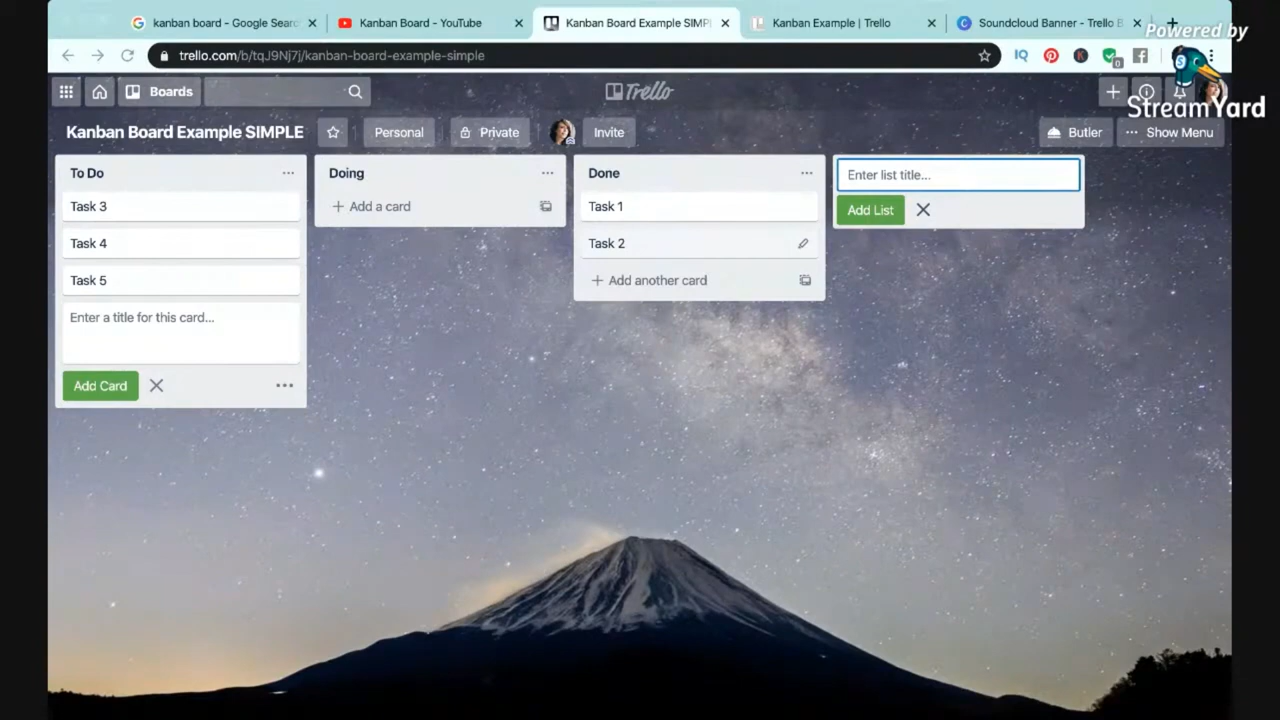 kanban board - Google Searc
Kanban Board - YouTube
Kanban Board Example SIMPL
Kanban Example | Trello
Soundcloud Banner - Trello B
Powered by
StreamYard
trello.com/b/tqJ9Nj7j/kanban-board-example-simple
IQ
K
0
Boards
Trello
Kanban Board Example SIMPLE
Personal
Private
Invite
Butler
Show Menu
To Do
Task 3
Task 4
Task 5
Enter a title for this card...
Add Card
Doing
Add a card
Done
Task 1
Task 2
Add another card
Enter list title...
Add List